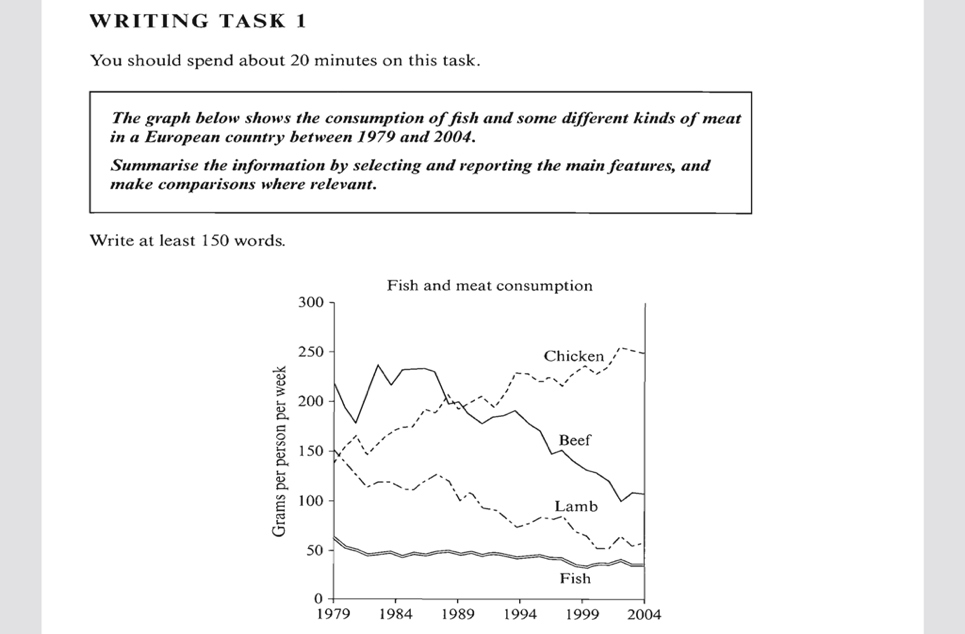 WRITING TASK 1
You should spend about 20 minutes on this task.
The graph below shows the consumption of fish and some different kinds of meat
in a European country between 1979 and 2004.
Summarise the information by selecting and reporting the main features, and
make comparisons where relevant.
Write at least 150 words.
Fish and meat consumption
Grams per person per week
300
250
200
150
100
50
0
Chicken
Beef
Lamb
Fish
1979 1984 1989 1994 1999 2004